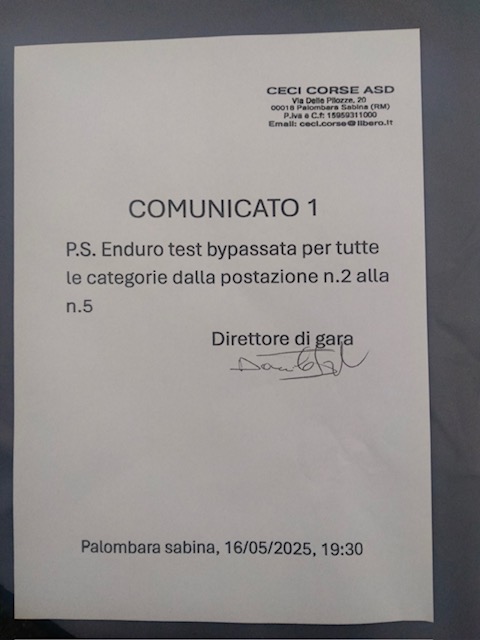 CECI CORSE ASD
Via Delle Pilozze, 20
00018 Palombara Sabina (RM)
P.iva e C.f: 15959311000
Email: ceci.corse@libero.it
COMUNICATO 1
P.S. Enduro test bypassata per tutte
le categorie dalla postazione n.2 alla
n.5
Direttore di gara
Palombara sabina, 16/05/2025, 19:30